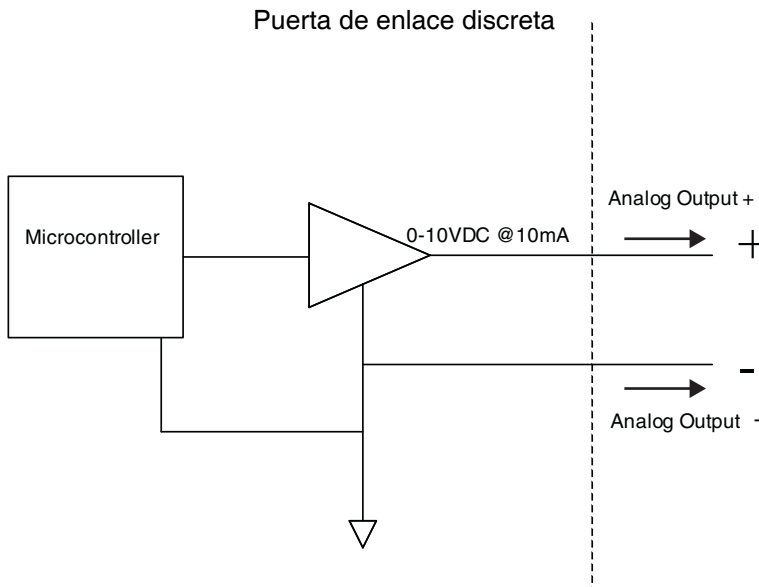 Puerta de enlace discreta
Analog Output +
Microcontroller
0-10VDC @10mA
+
-
Analog Output -